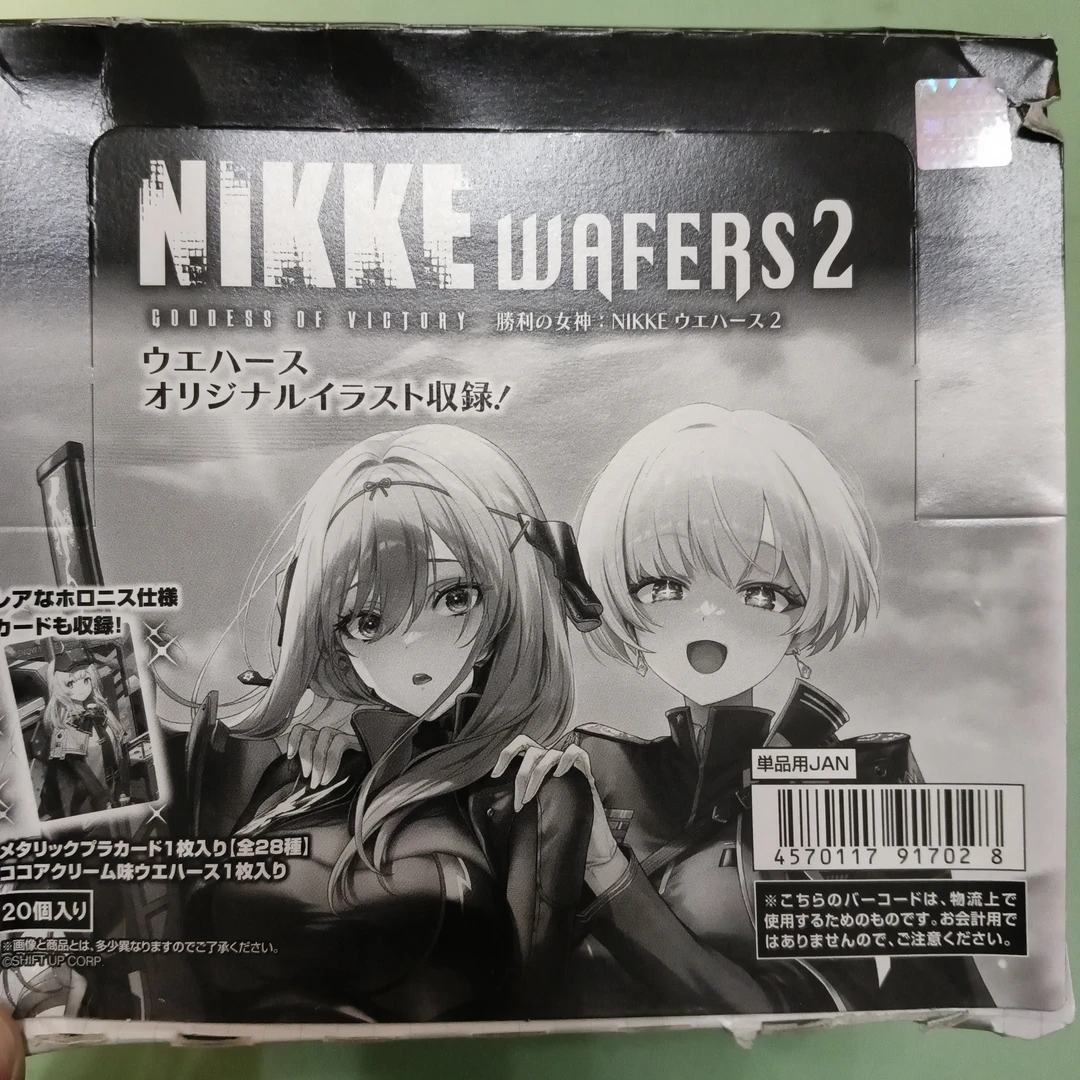 NIKKE WAFERS 2
GODDESS OF VICTORY 勝利の女神：NIKKE ウエハース2
ウエハース
オリジナルイラスト収録！
レアなホロニス仕様
カードも収録！
メタリックプラカード1枚入り【全28種】
ココアクリーム味ウエハース1枚入り
20個入り
※画像と商品とは、多少異なりますのでご了承ください。
©SHIFT UP CORP.
単品用JAN
4570117 91702 8
※こちらのバーコードは、物流上で
使用するためのものです。お会計用で
はありませんので、ご注意ください。